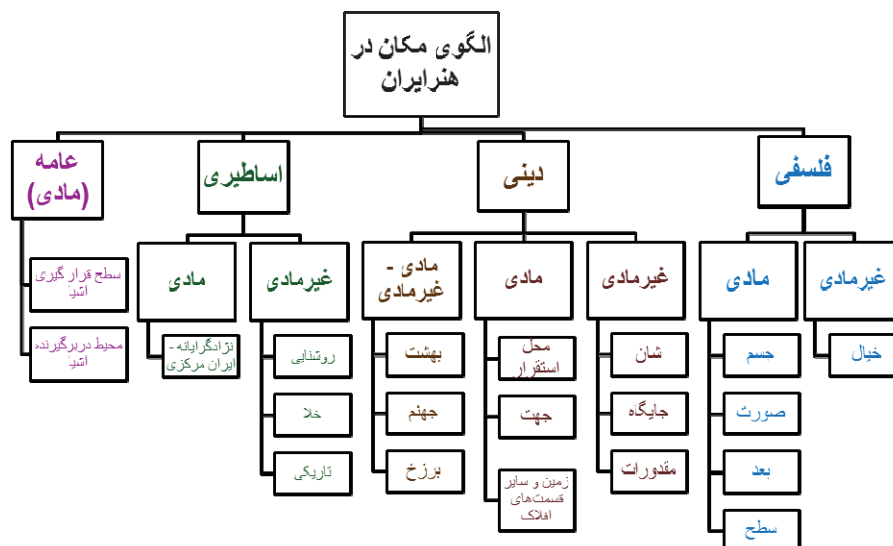 الگوی مکان در
هنرایران
فلسفی
دینی
اساطیری
عامه
(مادی)
غیرمادی
مادی
غیرمادی
مادی
مادی -
غیرمادی
غیرمادی
مادی
سطح قرار گیری
اشیا
محیط دربرگیرنده
اشیا
خیال
جسم
صورت
بعد
سطح
شان
جایگاه
مقدورات
محل
استقرار
جهت
زمین و سایر
قسمت‌های
افلاک
بهشت
جهنم
برزخ
روشنایی
خلا
تاریکی
نژادگرایانه -
ایران مرکزی